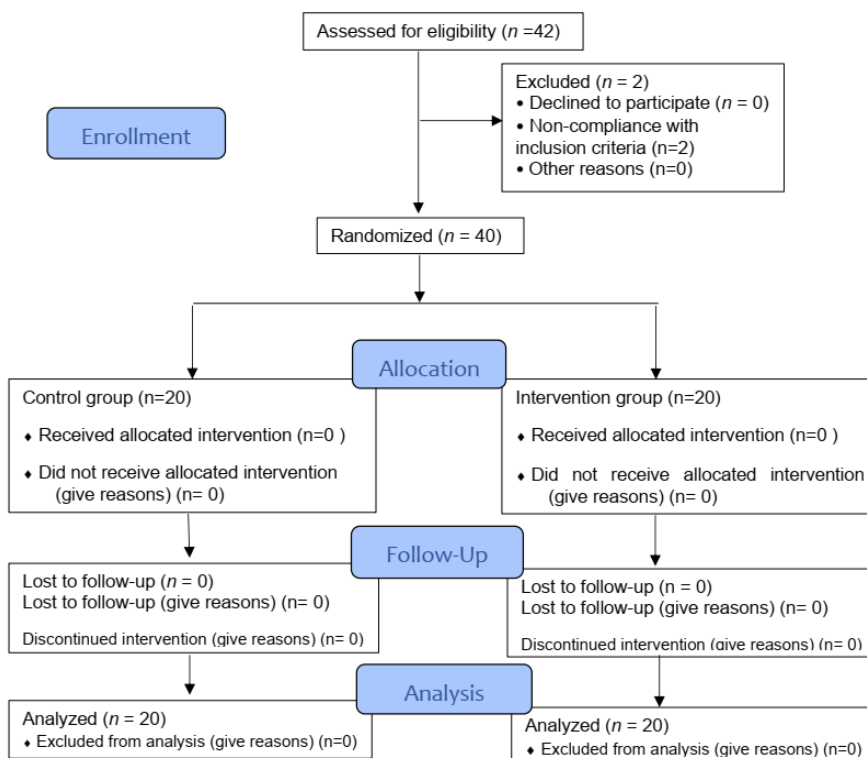 Assessed for eligibility (n =42)
Excluded (n = 2)
• Declined to participate (n = 0)
• Non-compliance with
inclusion criteria (n=2)
• Other reasons (n=0)
Enrollment
Randomized (n = 40)
Allocation
Control group (n=20)
♦ Received allocated intervention (n=0 )
♦ Did not receive allocated intervention
(give reasons) (n= 0)
Intervention group (n=20)
♦ Received allocated intervention (n=0 )
♦ Did not receive allocated intervention
(give reasons) (n= 0)
Follow-Up
Lost to follow-up (n = 0)
Lost to follow-up (give reasons) (n= 0)
Discontinued intervention (give reasons) (n= 0)
Lost to follow-up (n = 0)
Lost to follow-up (give reasons) (n= 0)
Discontinued intervention (give reasons) (n= 0)
Analysis
Analyzed (n = 20)
♦ Excluded from analysis (give reasons) (n=0)
Analyzed (n = 20)
♦ Excluded from analysis (give reasons) (n=0)